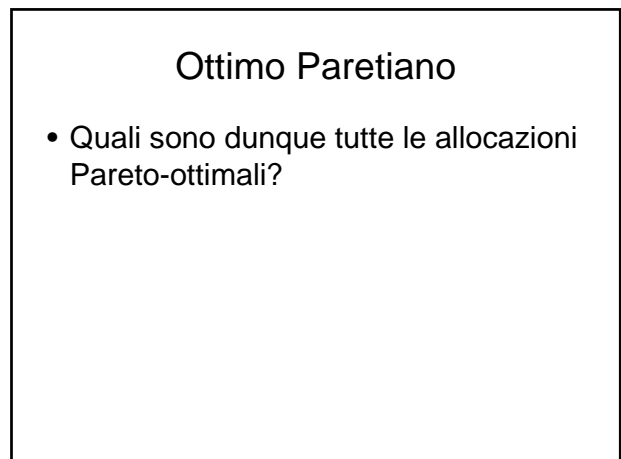 Ottimo Paretiano
• Quali sono dunque tutte le allocazioni
Pareto-ottimali?